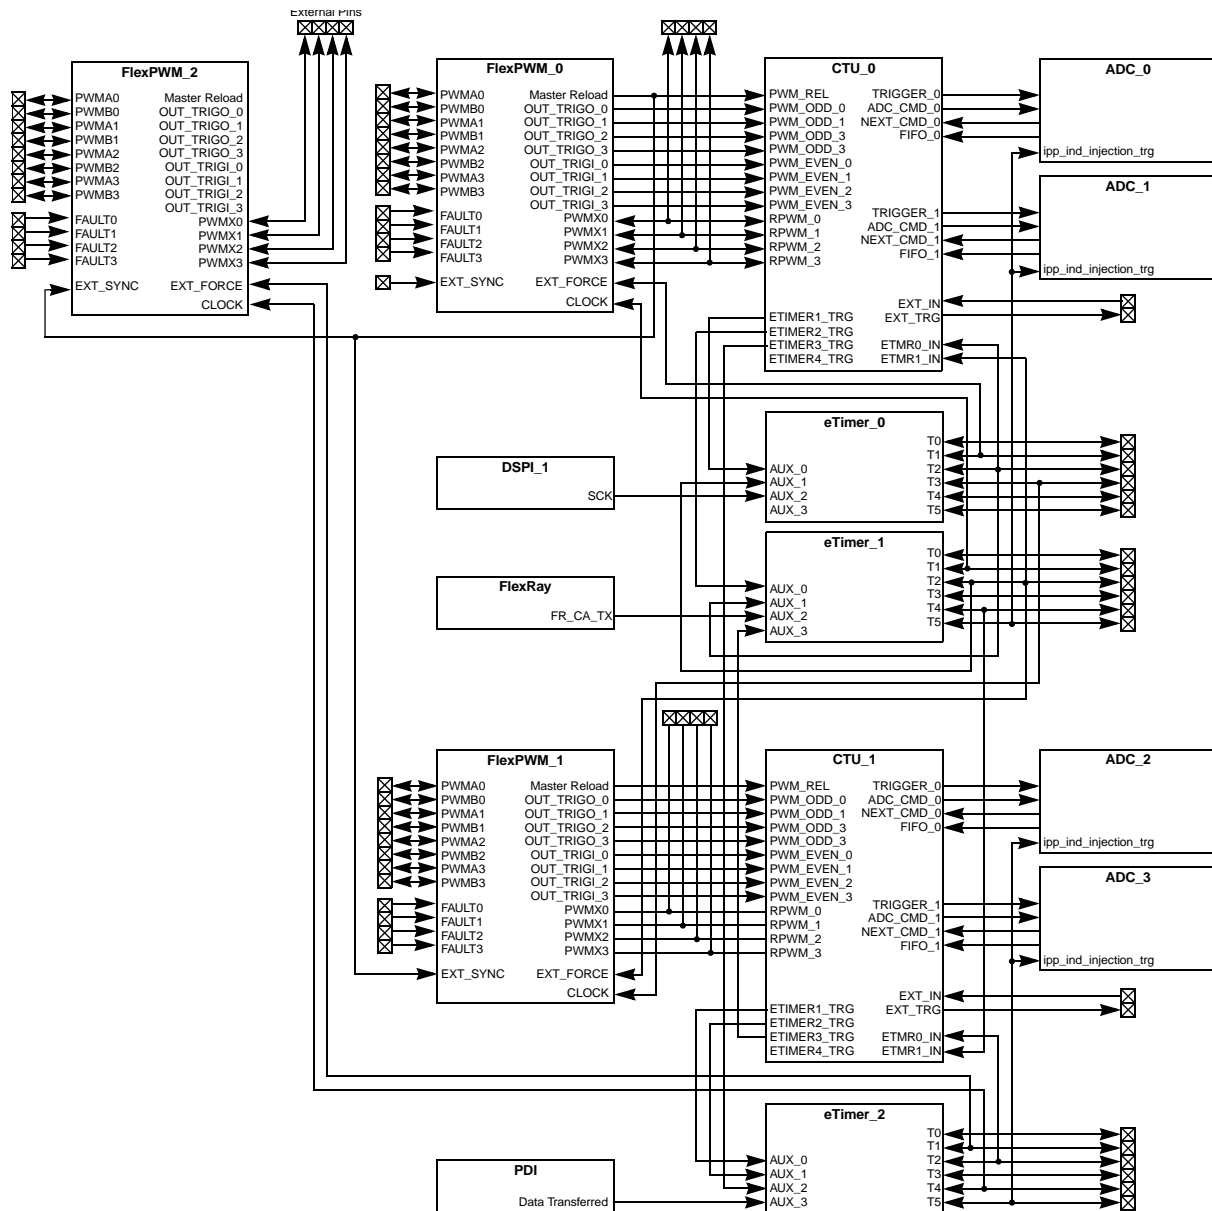 External Pins
FlexPWM_2
PWMA0
PWMB0
PWMA1
PWMB1
PWMA2
PWMB2
PWMA3
PWMB3
FAULT0
FAULT1
FAULT2
FAULT3
EXT_SYNC
Master Reload
OUT_TRIGO_0
OUT_TRIGO_1
OUT_TRIGO_2
OUT_TRIGO_3
OUT_TRIGI_0
OUT_TRIGI_1
OUT_TRIGI_2
OUT_TRIGI_3
PWMX0
PWMX1
PWMX2
PWMX3
EXT_FORCE
CLOCK
FlexPWM_0
PWMA0
PWMB0
PWMA1
PWMB1
PWMA2
PWMB2
PWMA3
PWMB3
FAULT0
FAULT1
FAULT2
FAULT3
EXT_SYNC
Master Reload
OUT_TRIGO_0
OUT_TRIGO_1
OUT_TRIGO_2
OUT_TRIGO_3
OUT_TRIGI_0
OUT_TRIGI_1
OUT_TRIGI_2
OUT_TRIGI_3
PWMX0
PWMX1
PWMX2
PWMX3
EXT_FORCE
CLOCK
CTU_0
PWM_REL
PWM_ODD_0
PWM_ODD_1
PWM_ODD_3
PWM_ODD_3
PWM_EVEN_0
PWM_EVEN_1
PWM_EVEN_2
PWM_EVEN_3
RPWM_0
RPWM_1
RPWM_2
RPWM_3
ETIMER1_TRG
ETIMER2_TRG
ETIMER3_TRG
ETIMER4_TRG
TRIGGER_0
ADC_CMD_0
NEXT_CMD_0
FIFO_0
TRIGGER_1
ADC_CMD_1
NEXT_CMD_1
FIFO_1
EXT_IN
EXT_TRG
ETMR0_IN
ETMR1_IN
ADC_0
ipp_ind_injection_trg
ADC_1
ipp_ind_injection_trg
DSPI_1
SCK
eTimer_0
AUX_0
AUX_1
AUX_2
AUX_3
T0
T1
T2
T3
T4
T5
FlexRay
FR_CA_TX
eTimer_1
AUX_0
AUX_1
AUX_2
AUX_3
T0
T1
T2
T3
T4
T5
FlexPWM_1
PWMA0
PWMB0
PWMA1
PWMB1
PWMA2
PWMB2
PWMA3
PWMB3
FAULT0
FAULT1
FAULT2
FAULT3
EXT_SYNC
Master Reload
OUT_TRIGO_0
OUT_TRIGO_1
OUT_TRIGO_2
OUT_TRIGO_3
OUT_TRIGI_0
OUT_TRIGI_1
OUT_TRIGI_2
OUT_TRIGI_3
PWMX0
PWMX1
PWMX2
PWMX3
EXT_FORCE
CLOCK
CTU_1
PWM_REL
PWM_ODD_0
PWM_ODD_1
PWM_ODD_3
PWM_ODD_3
PWM_EVEN_0
PWM_EVEN_1
PWM_EVEN_2
PWM_EVEN_3
RPWM_0
RPWM_1
RPWM_2
RPWM_3
ETIMER1_TRG
ETIMER2_TRG
ETIMER3_TRG
ETIMER4_TRG
TRIGGER_0
ADC_CMD_0
NEXT_CMD_0
FIFO_0
TRIGGER_1
ADC_CMD_1
NEXT_CMD_1
FIFO_1
EXT_IN
EXT_TRG
ETMR0_IN
ETMR1_IN
ADC_2
ipp_ind_injection_trg
ADC_3
ipp_ind_injection_trg
PDI
Data Transferred
eTimer_2
AUX_0
AUX_1
AUX_2
AUX_3
T0
T1
T2
T3
T4
T5